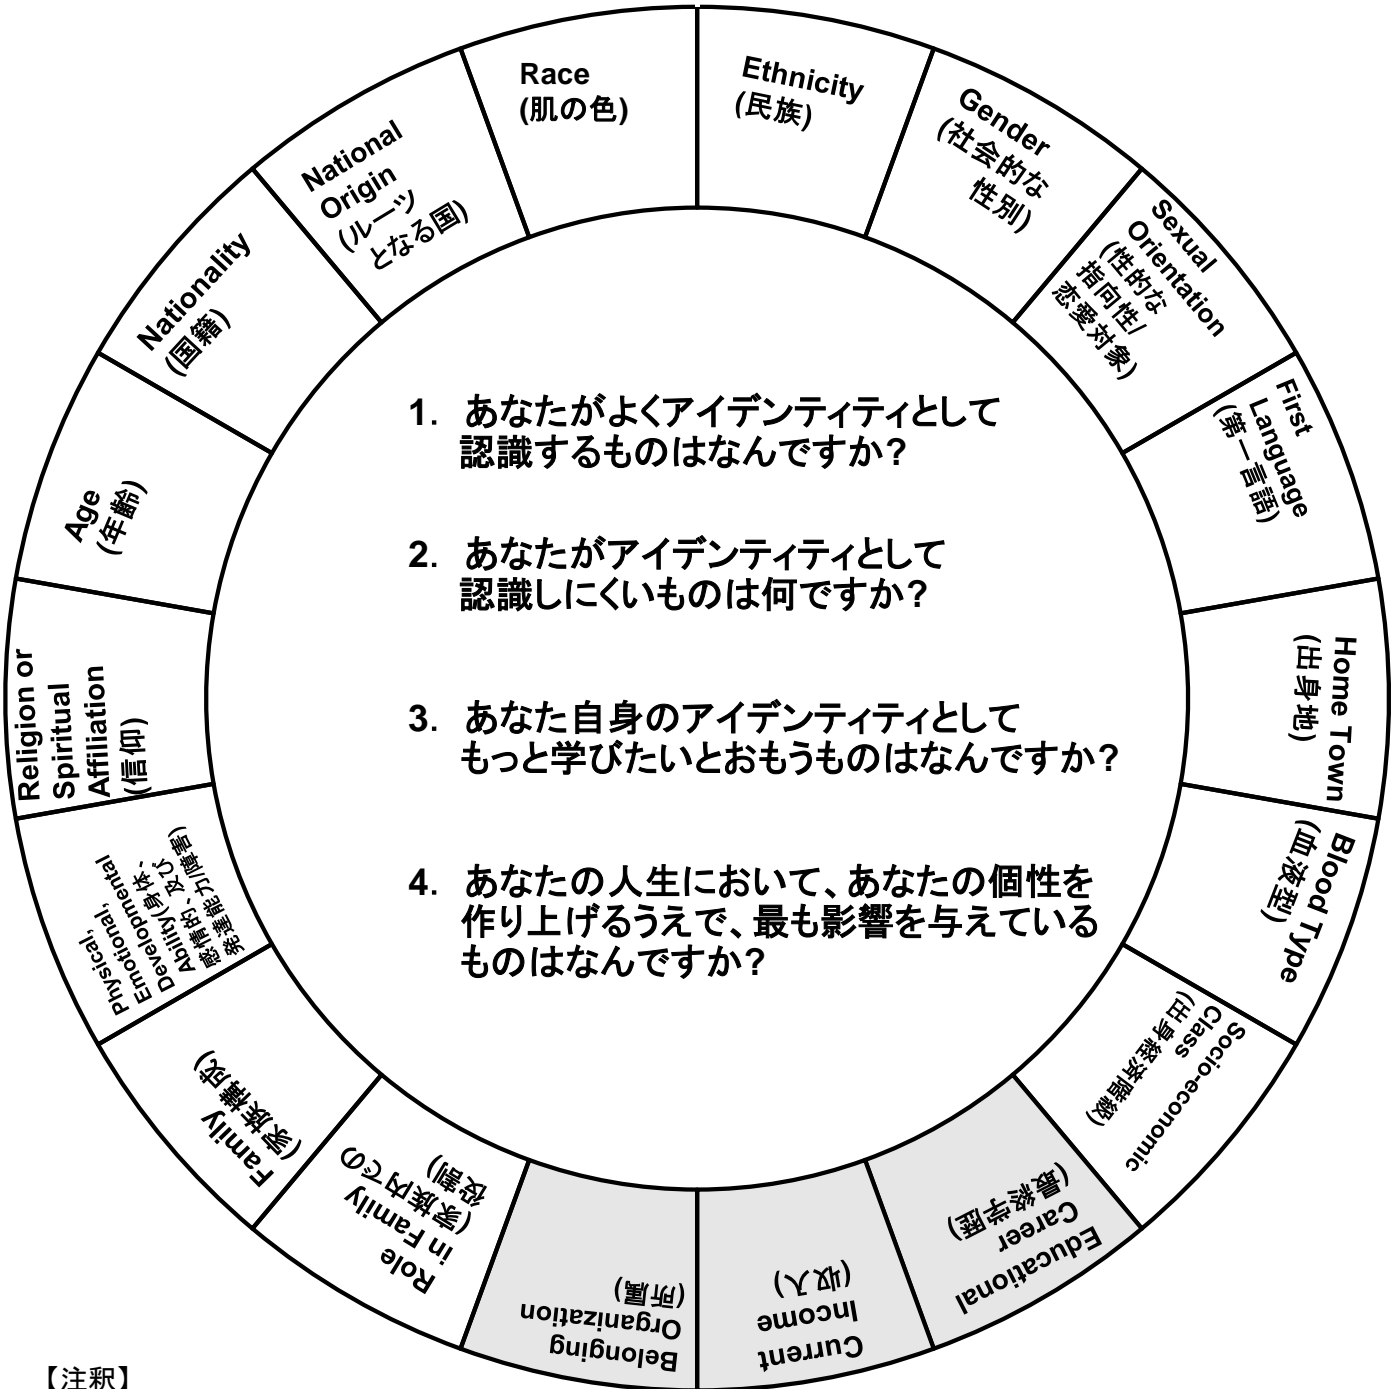 Race
(肌の色)
Ethnicity
(民族)
Gender
(社会的な
性別)
Sexual
Orientation
(性的な
指向性/
恋愛対象)
First
Language
(第一言語)
Home Town
(出身地)
Blood Type
(血液型)
Socio-economic
Class
(出身経済階級)
Educational
Career
(最終学歴)
Current
Income
(収入)
Belonging
Organization
(所属)
Role
in Family
(家族内での
役割)
Family
(家族構成)
Physical,
Emotional,
Developmental
Ability(身体、
感情的、及び
発達能力/障害)
Religion or
Spiritual
Affiliation
(信仰)
Age
(年齢)
Nationality
(国籍)
National
Origin
(ルーツ
となる国)
1. あなたがよくアイデンティティとして
認識するものはなんですか?
2. あなたがアイデンティティとして
認識しにくいものは何ですか?
3. あなた自身のアイデンティティとして
もっと学びたいとおもうものはなんですか?
4. あなたの人生において、あなたの個性を
作り上げるうえで、最も影響を与えている
ものはなんですか?
【注釈】